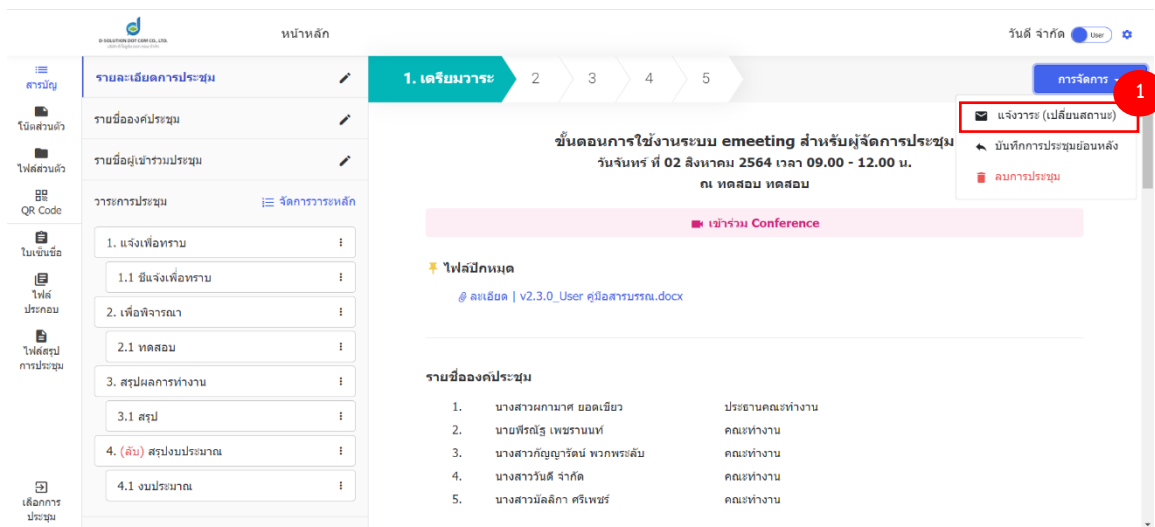 D-SOLUTION DOT COM CO., LTD.
หน้าหลัก
วันดี จำกัด
User
สารบัญ
โน้ตส่วนตัว
ไฟล์ส่วนตัว
QR Code
ใบเซ็นชื่อ
ไฟล์
ประกอบ
ไฟล์สรุป
การประชุม
เลือกการ
ประชุม
รายละเอียดการประชุม
รายชื่อองค์ประชุม
รายชื่อผู้เข้าร่วมประชุม
วาระการประชุม
จัดการวาระหลัก
1. แจ้งเพื่อทราบ
1.1 ชี้แจ้งเพื่อทราบ
2. เพื่อพิจารณา
2.1 ทดสอบ
3. สรุปผลการทำงาน
3.1 สรุป
4. (ลับ) สรุปงบประมาณ
4.1 งบประมาณ
1. เตรียมวาระ 2 3 4 5
การจัดการ
1
แจ้งวาระ (เปลี่ยนสถานะ)
บันทึกการประชุมย้อนหลัง
ลบการประชุม
ขั้นตอนการใช้งานระบบ emeeting สำหรับผู้จัดการประชุม
วันจันทร์ ที่ 02 สิงหาคม 2564 เวลา 09.00 - 12.00 น.
ณ ทดสอบ ทดสอบ
เข้าร่วม Conference
ไฟล์ปักหมุด
ละเอียด | v2.3.0_User คู่มือสารบรรณ.docx
รายชื่อองค์ประชุม
1. นางสาวผกามาศ ยอดเขียว ประธานคณะทำงาน
2. นายพีรณัฐ เพชรานนท์ คณะทำงาน
3. นางสาวกัญญารัตน์ พวกพระลับ คณะทำงาน
4. นางสาววันดี จำกัด คณะทำงาน
5. นางสาวมัลลิกา ศรีเพชร์ คณะทำงาน